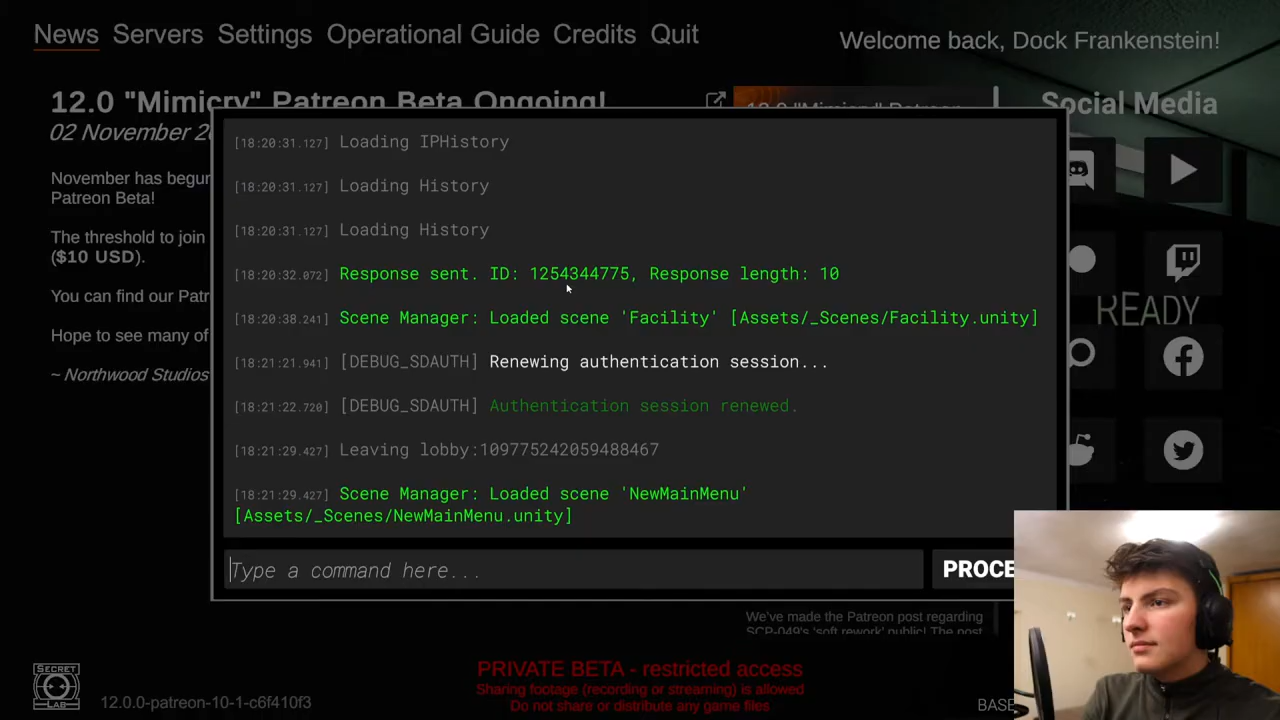 News Servers Settings Operational Guide Credits Quit
Welcome back, Dock Frankenstein!
12.0 "Mimicry" Patreon Beta Ongoing!
12.0 "Mimicry" Patreon
Social Media
02 November 2
November has begun
Patreon Beta!
The threshold to join
($10 USD).
You can find our Patr
Hope to see many of
~ Northwood Studios
[18:20:31.127] Loading IPHistory
[18:20:31.127] Loading History
[18:20:31.127] Loading History
[18:20:32.072] Response sent. ID: 1254344775, Response length: 10
[18:20:38.241] Scene Manager: Loaded scene 'Facility' [Assets/_Scenes/Facility.unity]
[18:21:21.941] [DEBUG_SDAUTH] Renewing authentication session...
[18:21:22.720] [DEBUG_SDAUTH] Authentication session renewed.
[18:21:29.427] Leaving lobby:109775242059488467
[18:21:29.427] Scene Manager: Loaded scene 'NewMainMenu'
[Assets/_Scenes/NewMainMenu.unity]
READY
Type a command here...
PROCE
We've made the Patreon post regarding
SCP-049's 'soft rework' public! The post
PRIVATE BETA - restricted access
Sharing footage (recording or streaming) is allowed
Do not share or distribute any game files
SECRET
LAB
12.0.0-patreon-10-1-c6f410f3
BASE